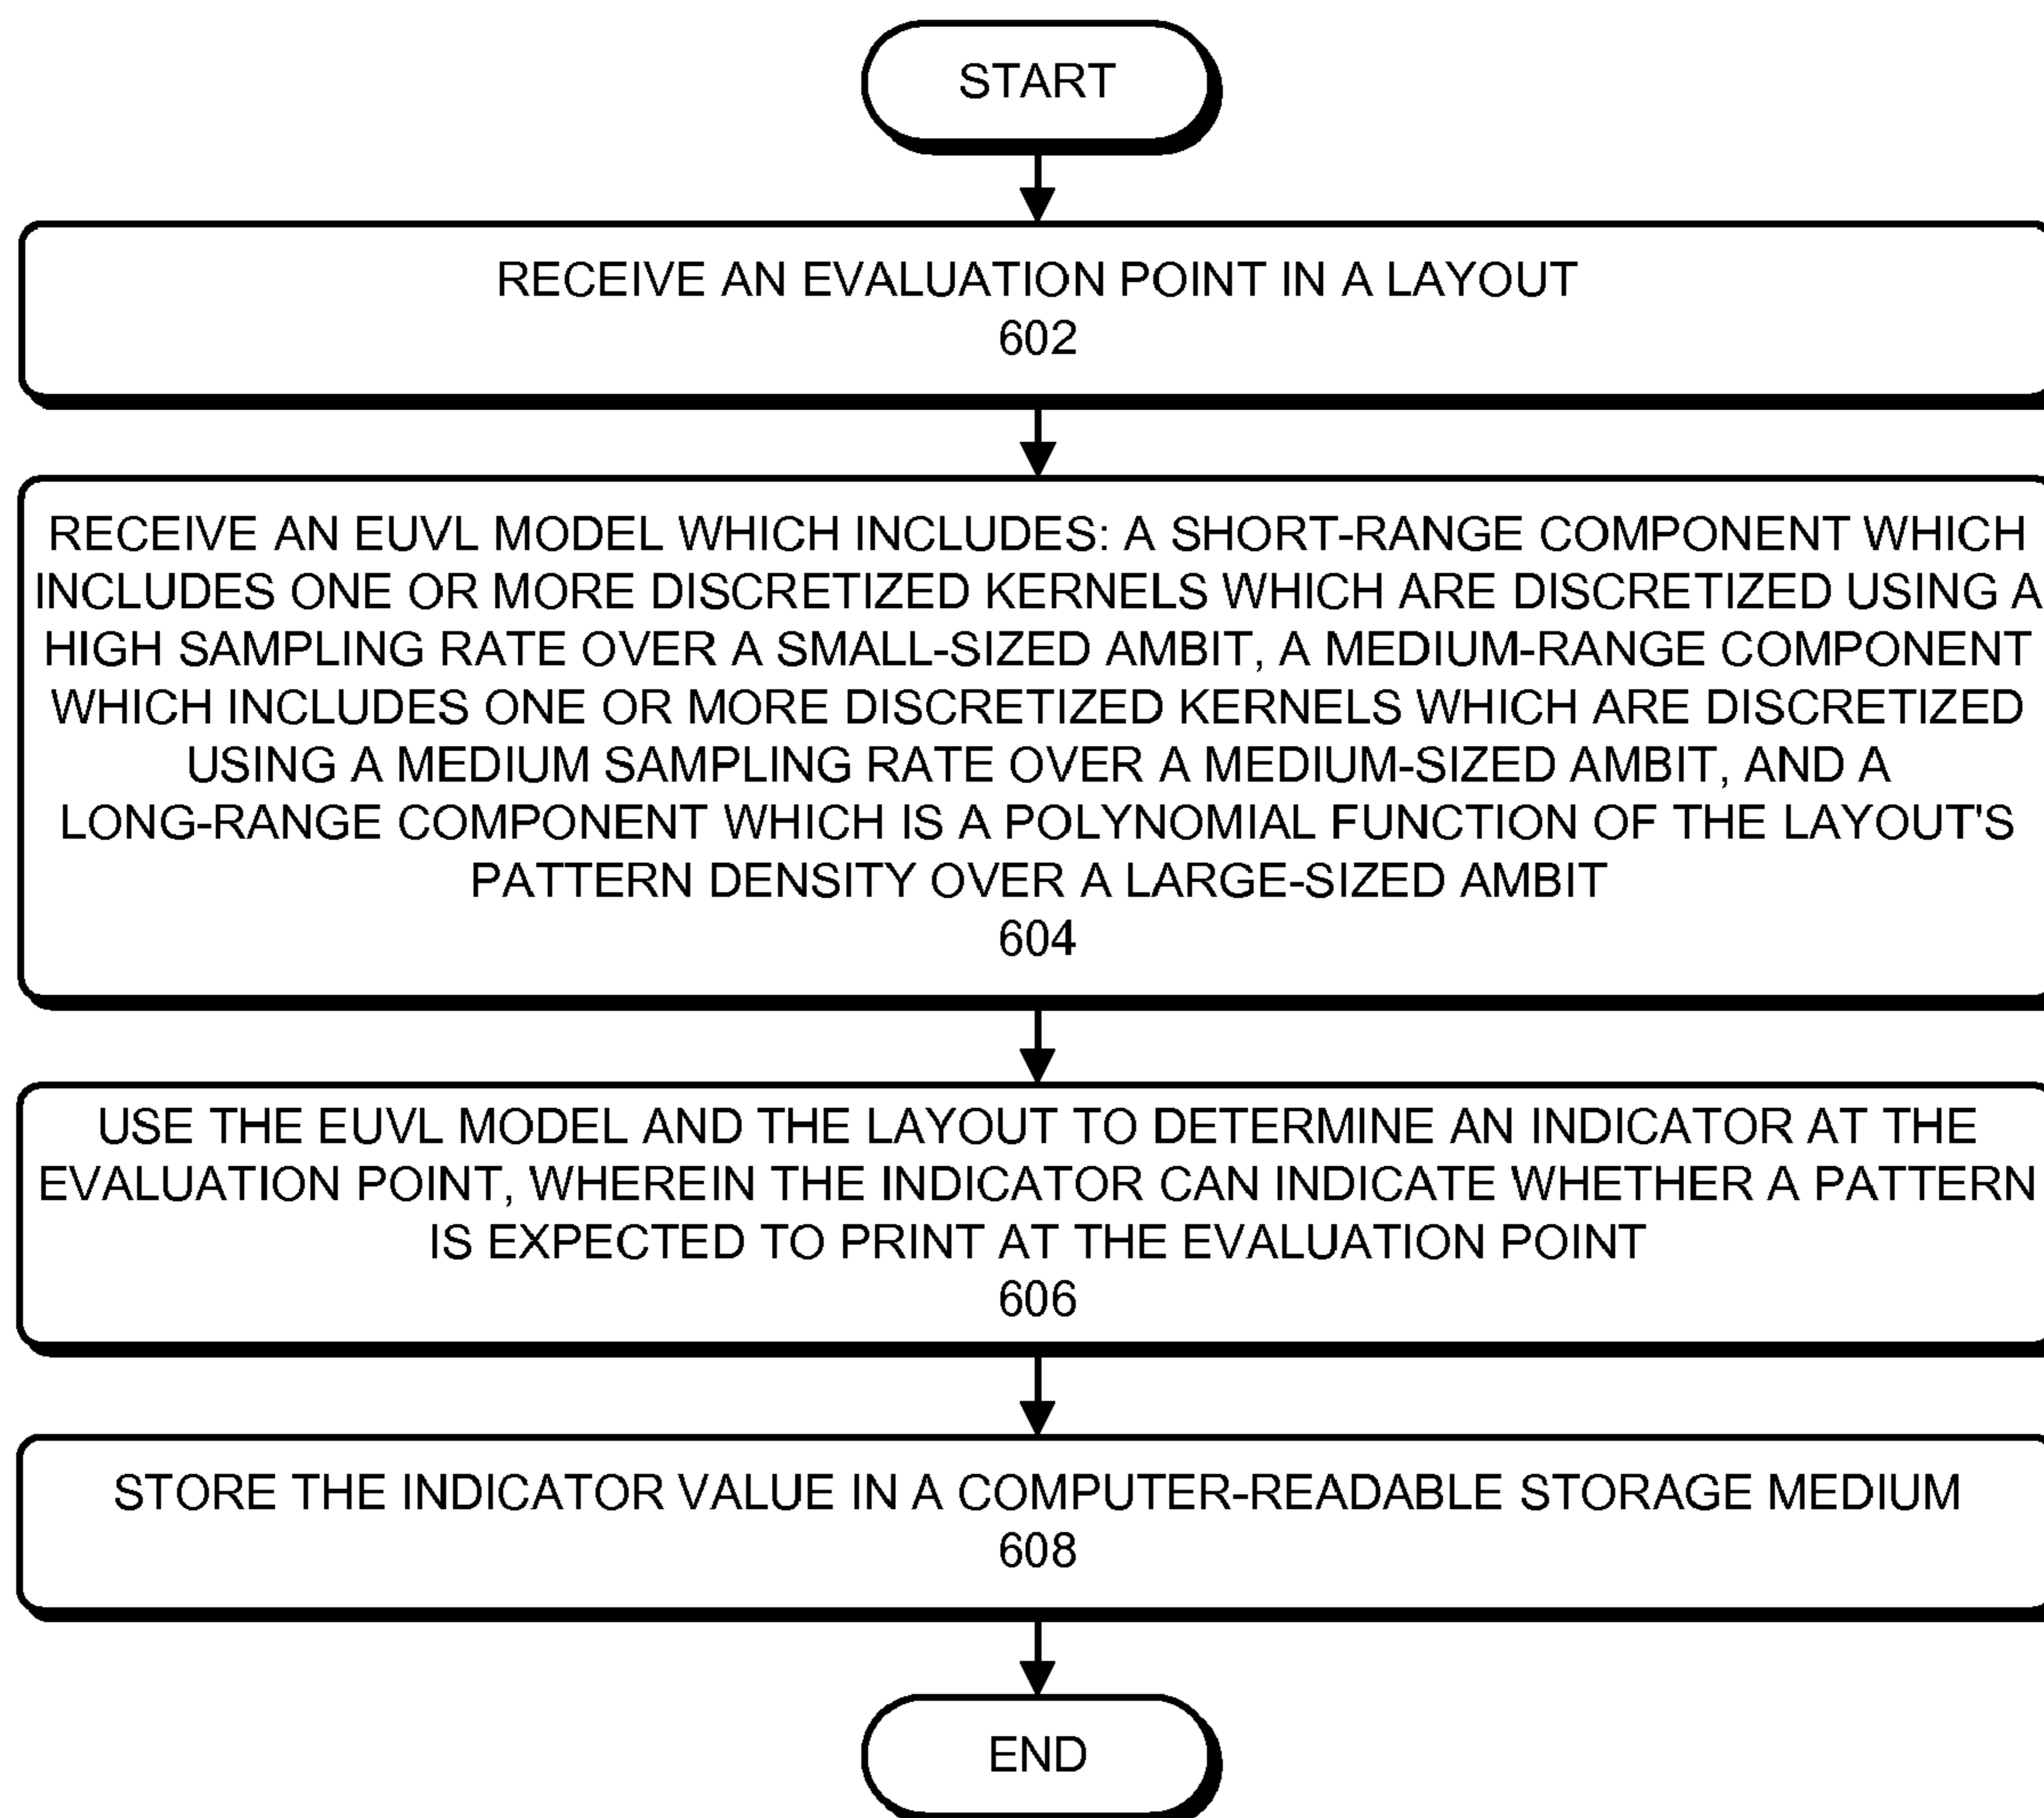 START
RECEIVE AN EVALUATION POINT IN A LAYOUT
602
RECEIVE AN EUVL MODEL WHICH INCLUDES: A SHORT-RANGE COMPONENT WHICH
INCLUDES ONE OR MORE DISCRETIZED KERNELS WHICH ARE DISCRETIZED USING A
HIGH SAMPLING RATE OVER A SMALL-SIZED AMBIT, A MEDIUM-RANGE COMPONENT
WHICH INCLUDES ONE OR MORE DISCRETIZED KERNELS WHICH ARE DISCRETIZED
USING A MEDIUM SAMPLING RATE OVER A MEDIUM-SIZED AMBIT, AND A
LONG-RANGE COMPONENT WHICH IS A POLYNOMIAL FUNCTION OF THE LAYOUT'S
PATTERN DENSITY OVER A LARGE-SIZED AMBIT
604
USE THE EUVL MODEL AND THE LAYOUT TO DETERMINE AN INDICATOR AT THE
EVALUATION POINT, WHEREIN THE INDICATOR CAN INDICATE WHETHER A PATTERN
IS EXPECTED TO PRINT AT THE EVALUATION POINT
606
STORE THE INDICATOR VALUE IN A COMPUTER-READABLE STORAGE MEDIUM
608
END